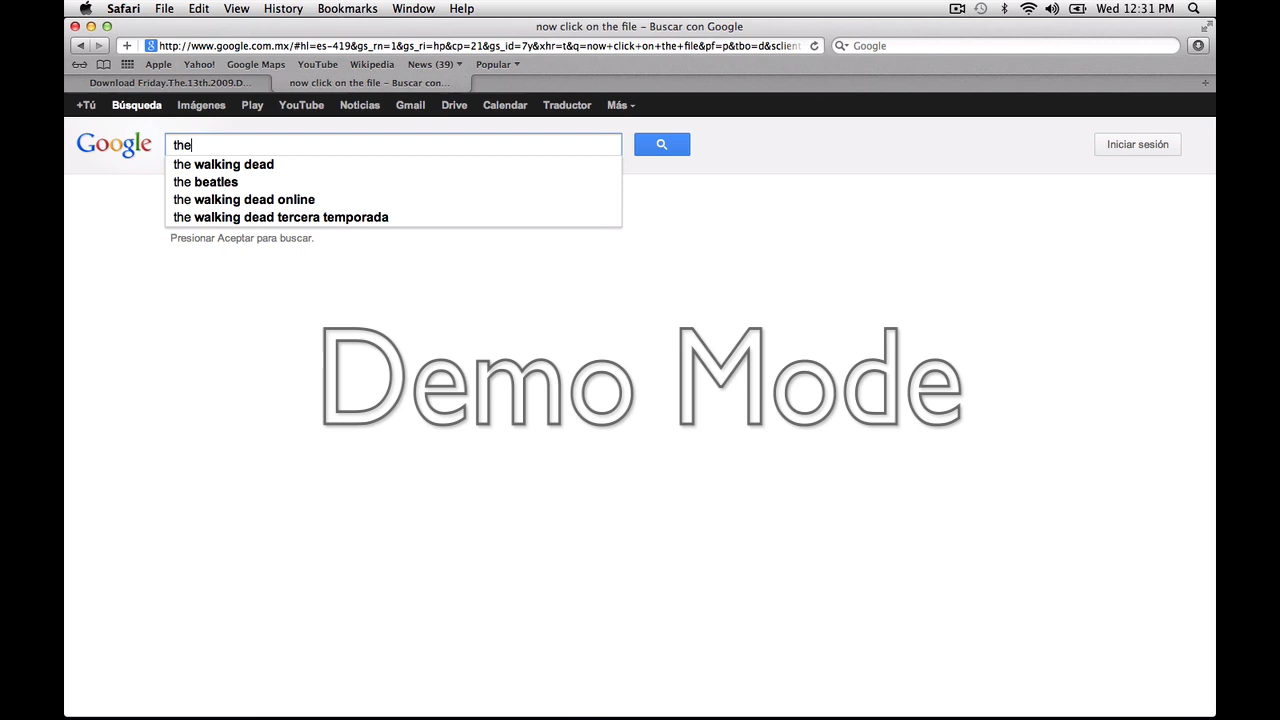 Safari File Edit View History Bookmarks Window Help Wed 12:31 PM
now click on the file – Buscar con Google
http://www.google.com.mx/#hl=es-419&gs_rn=1&gs_ri=hp&cp=21&gs_id=7y&xhr=t&q=now+click+on+the+file&pf=p&tbo=d&sclient Google
Apple Yahoo! Google Maps YouTube Wikipedia News (39) Popular
Download Friday.The.13th.2009.D... now click on the file – Buscar con...
+Tú Búsqueda Imágenes Play YouTube Noticias Gmail Drive Calendar Traductor Más
Google the Iniciar sesión
the walking dead
the beatles
the walking dead online
the walking dead tercera temporada
Presionar Aceptar para buscar.
Demo Mode